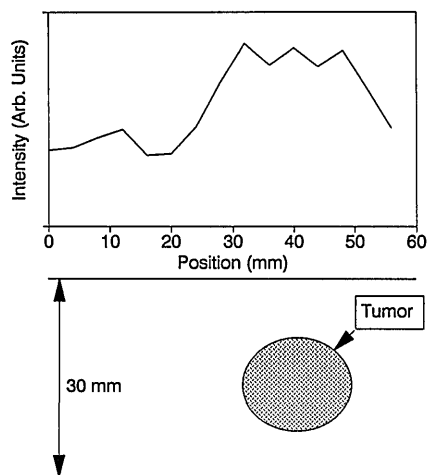 Intensity (Arb. Units)
0 10 20 30 40 50 60
Position (mm)
Tumor
30 mm